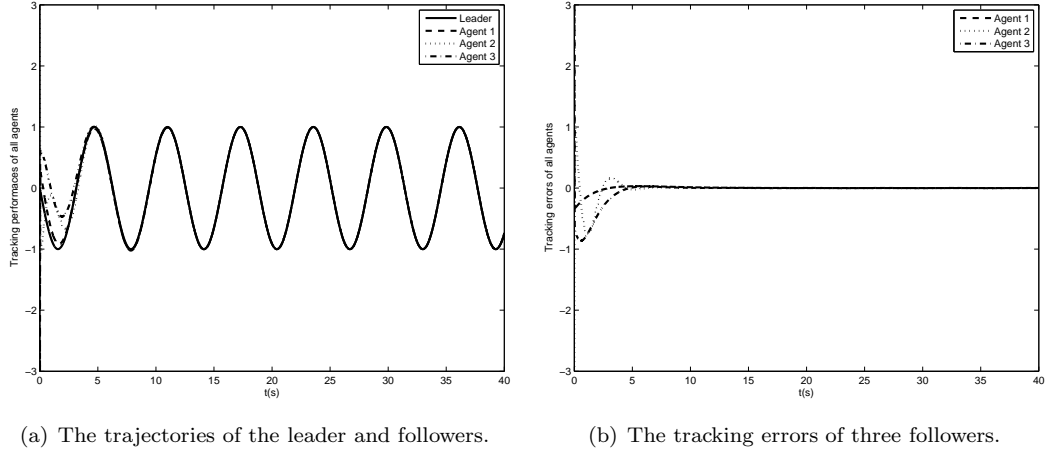 3
2
1
0
−1
−2
−3
0 5 10 15 20 25 30 35 40
t(s)
Tracking performaces of all agents
Leader
Agent 1
Agent 2
Agent 3
(a) The trajectories of the leader and followers.
3
2
1
0
−1
−2
−3
0 5 10 15 20 25 30 35 40
t(s)
Tracking errors of all agents
Agent 1
Agent 2
Agent 3
(b) The tracking errors of three followers.